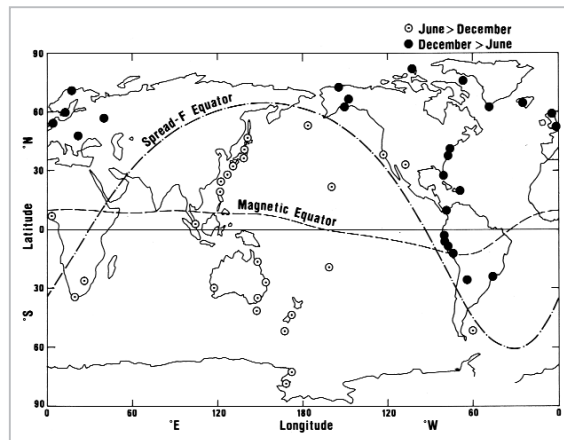 ⊙ June>December
● December>June
90
60
30
0
30
60
90
°N
Latitude
°S
Spread-F Equator
Magnetic Equator
0
60
120
180
120
60
0
°E
Longitude
°W